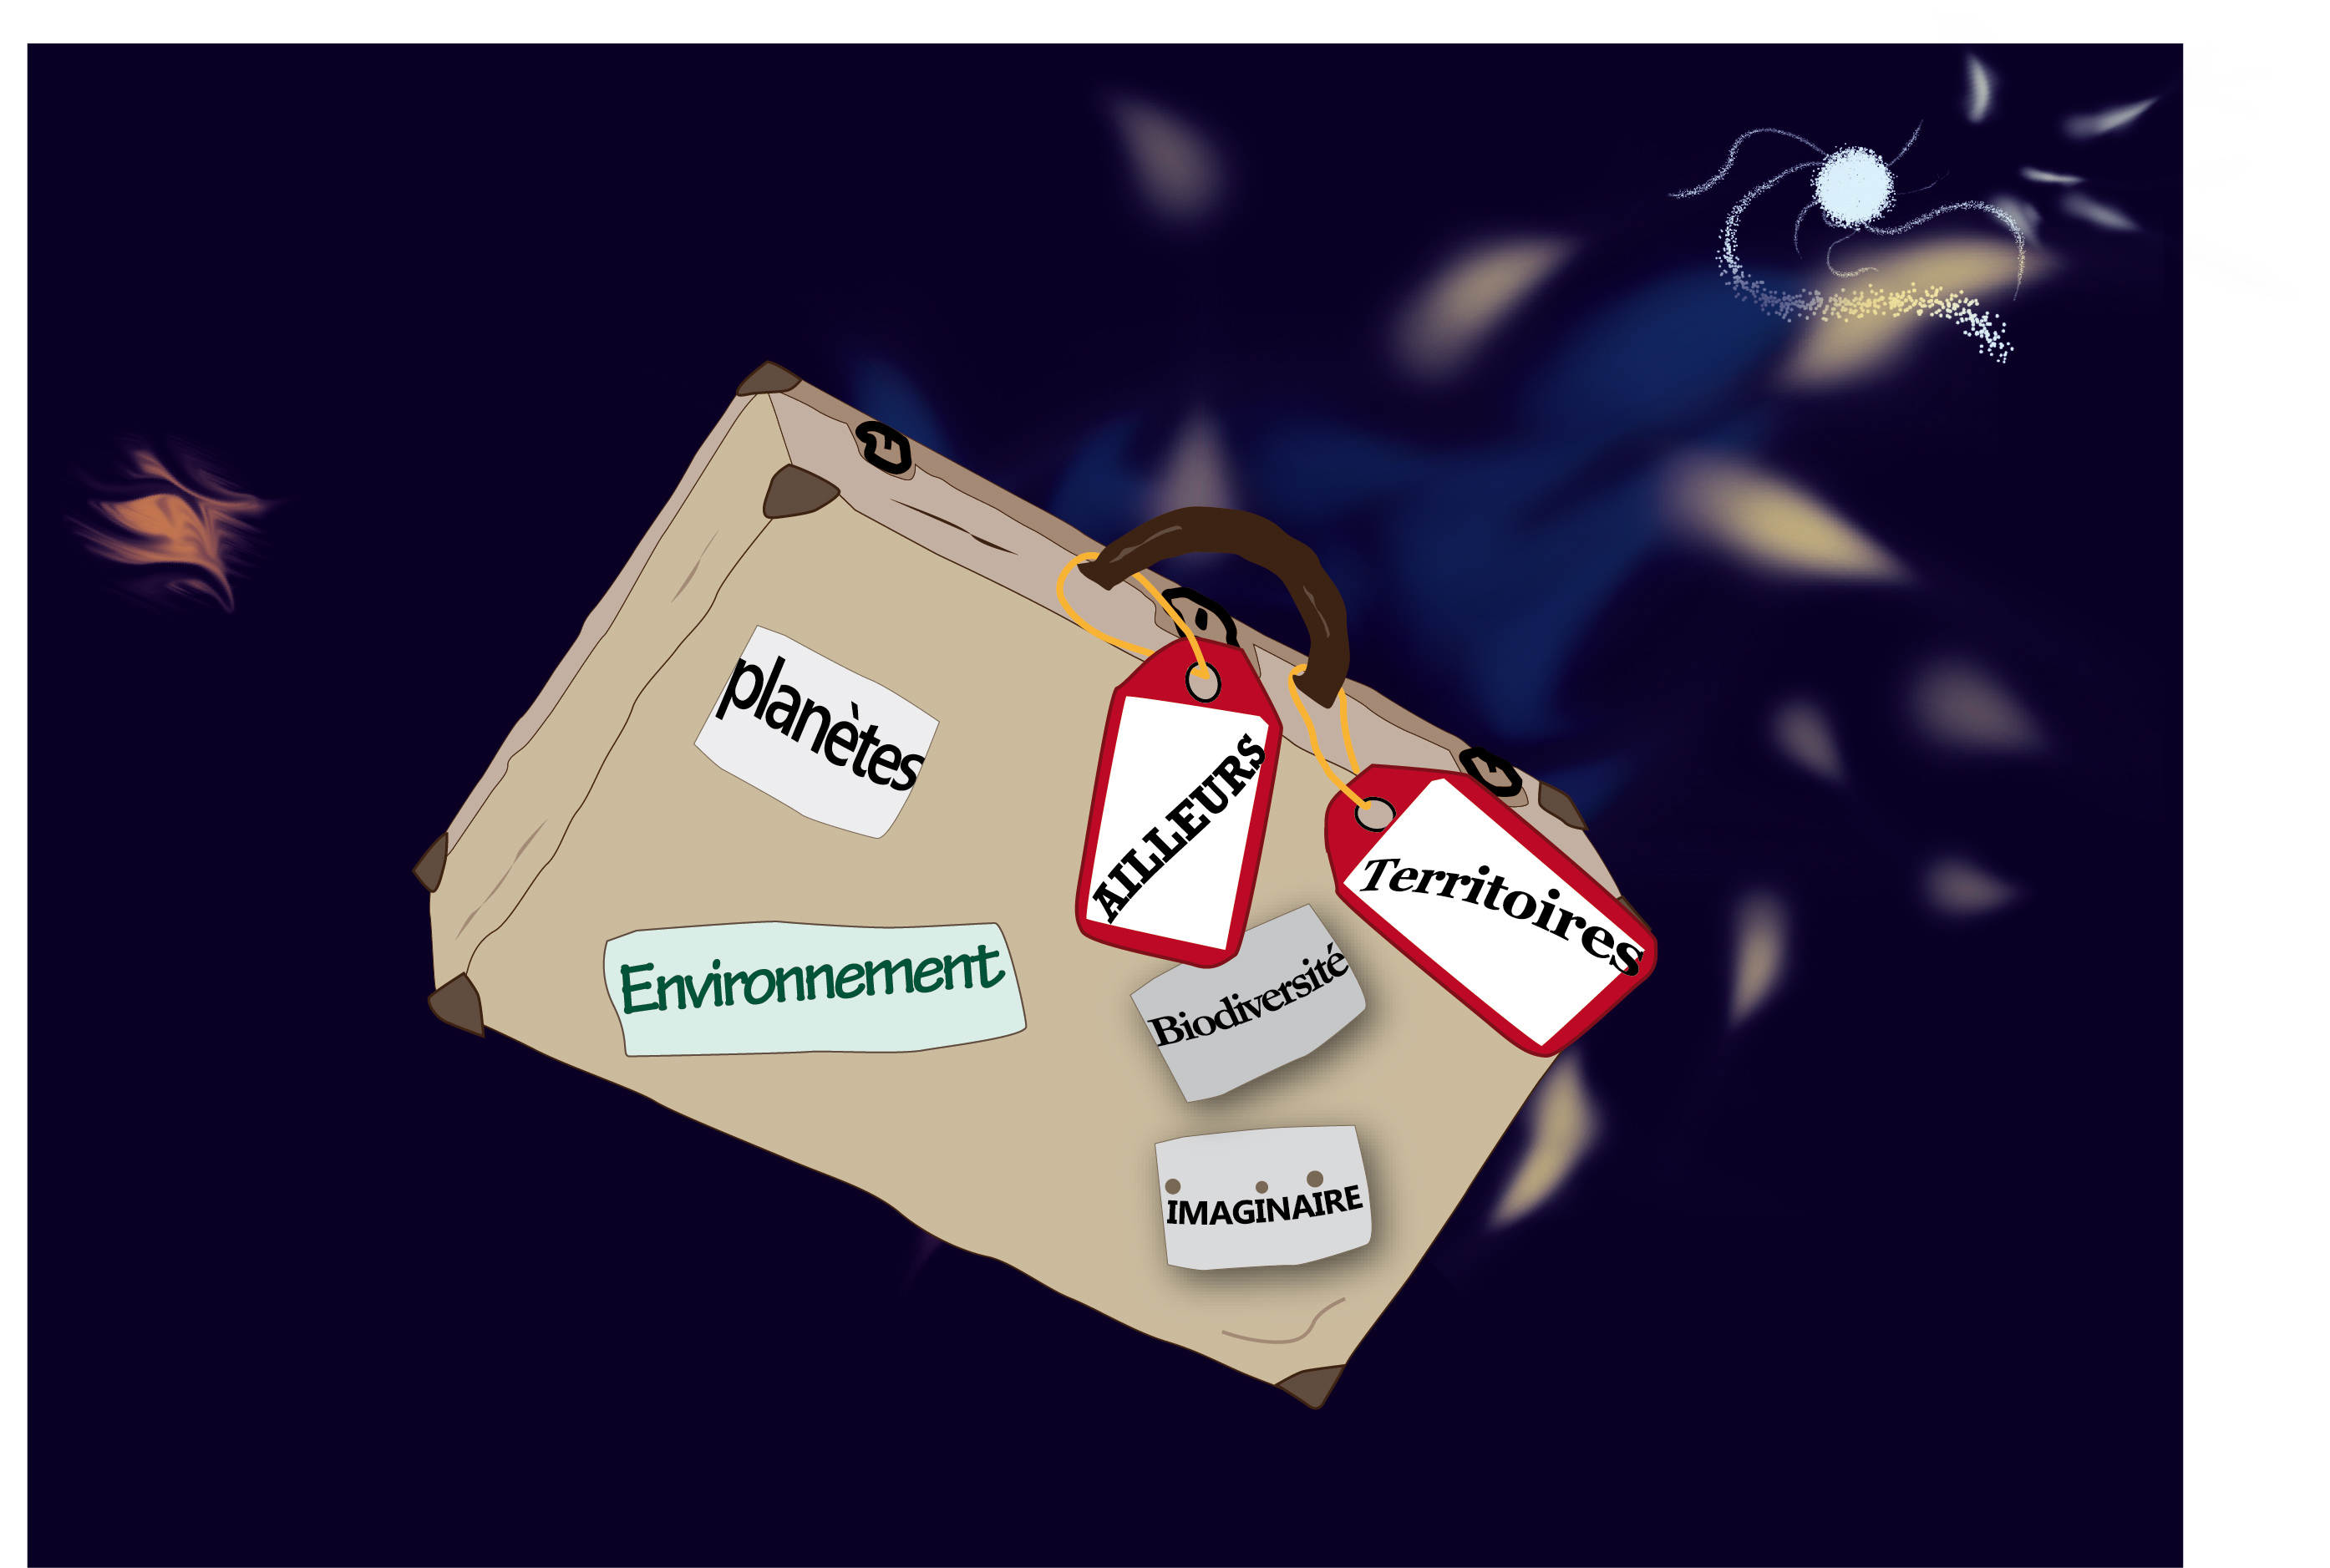 planètes
AILLEURS
Territoires
Environnement
Biodiversité
IMAGINAIRE